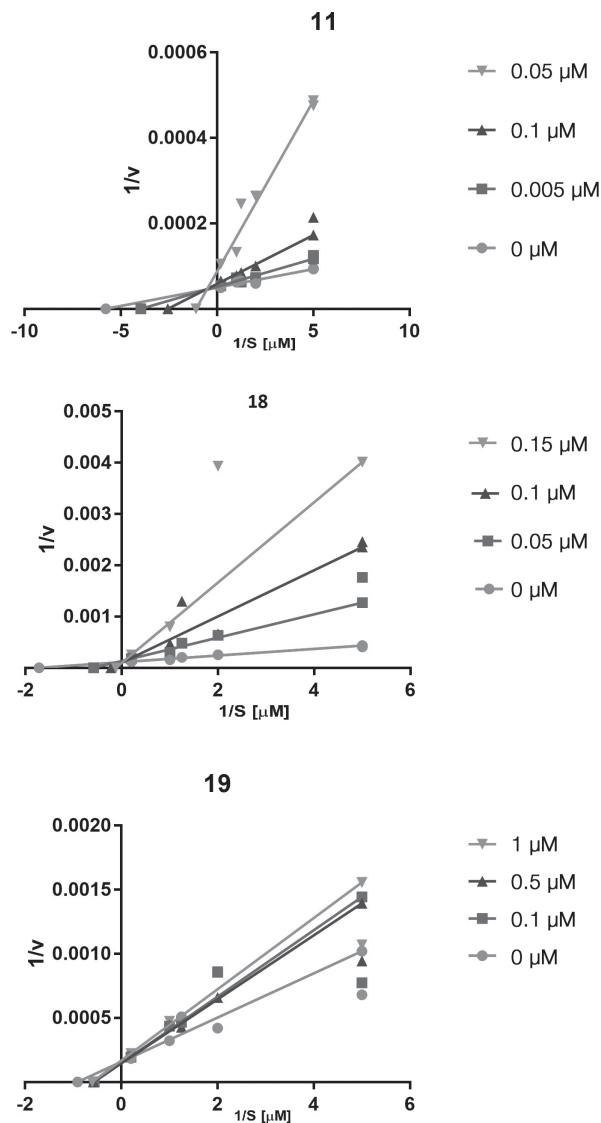 11
0.0006
0.0004
0.0002
1/v
-10
-5
0
5
10
1/S [µM]
0.05 µM
0.1 µM
0.005 µM
0 µM
18
0.005
0.004
0.003
0.002
0.001
1/v
-2
0
2
4
6
1/S [µM]
0.15 µM
0.1 µM
0.05 µM
0 µM
19
0.0020
0.0015
0.0010
0.0005
1/v
-2
0
2
4
6
1/S [µM]
1 µM
0.5 µM
0.1 µM
0 µM